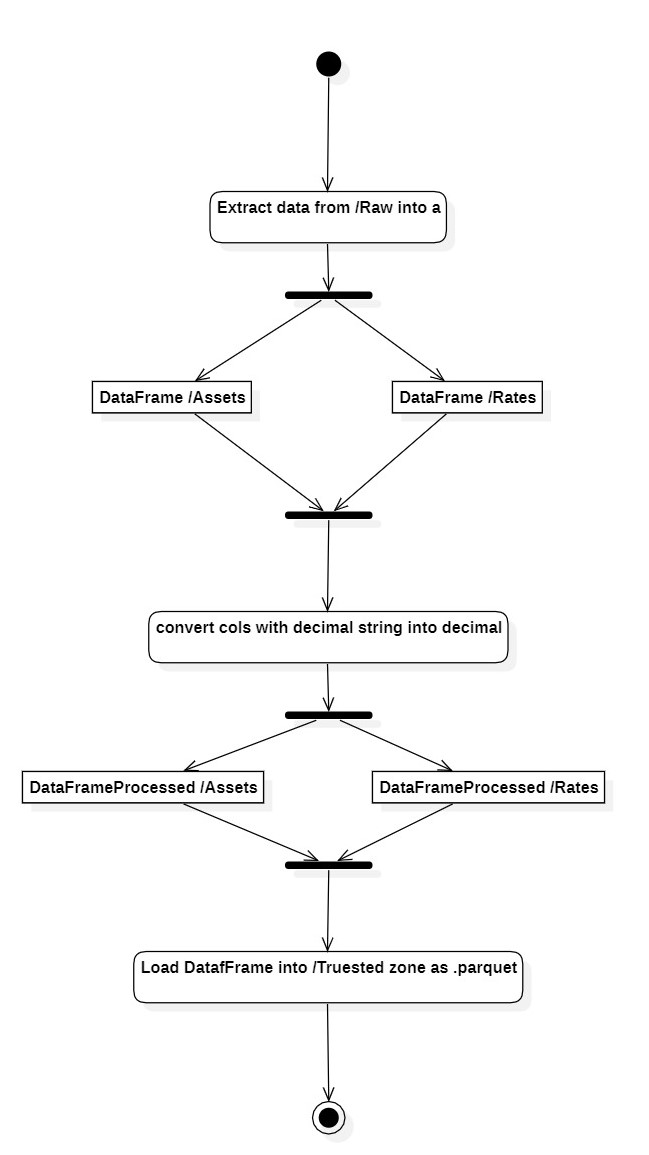 Extract data from /Raw into a
DataFrame /Assets
DataFrame /Rates
convert cols with decimal string into decimal
DataFrameProcessed /Assets
DataFrameProcessed /Rates
Load DatafFrame into /Truested zone as .parquet